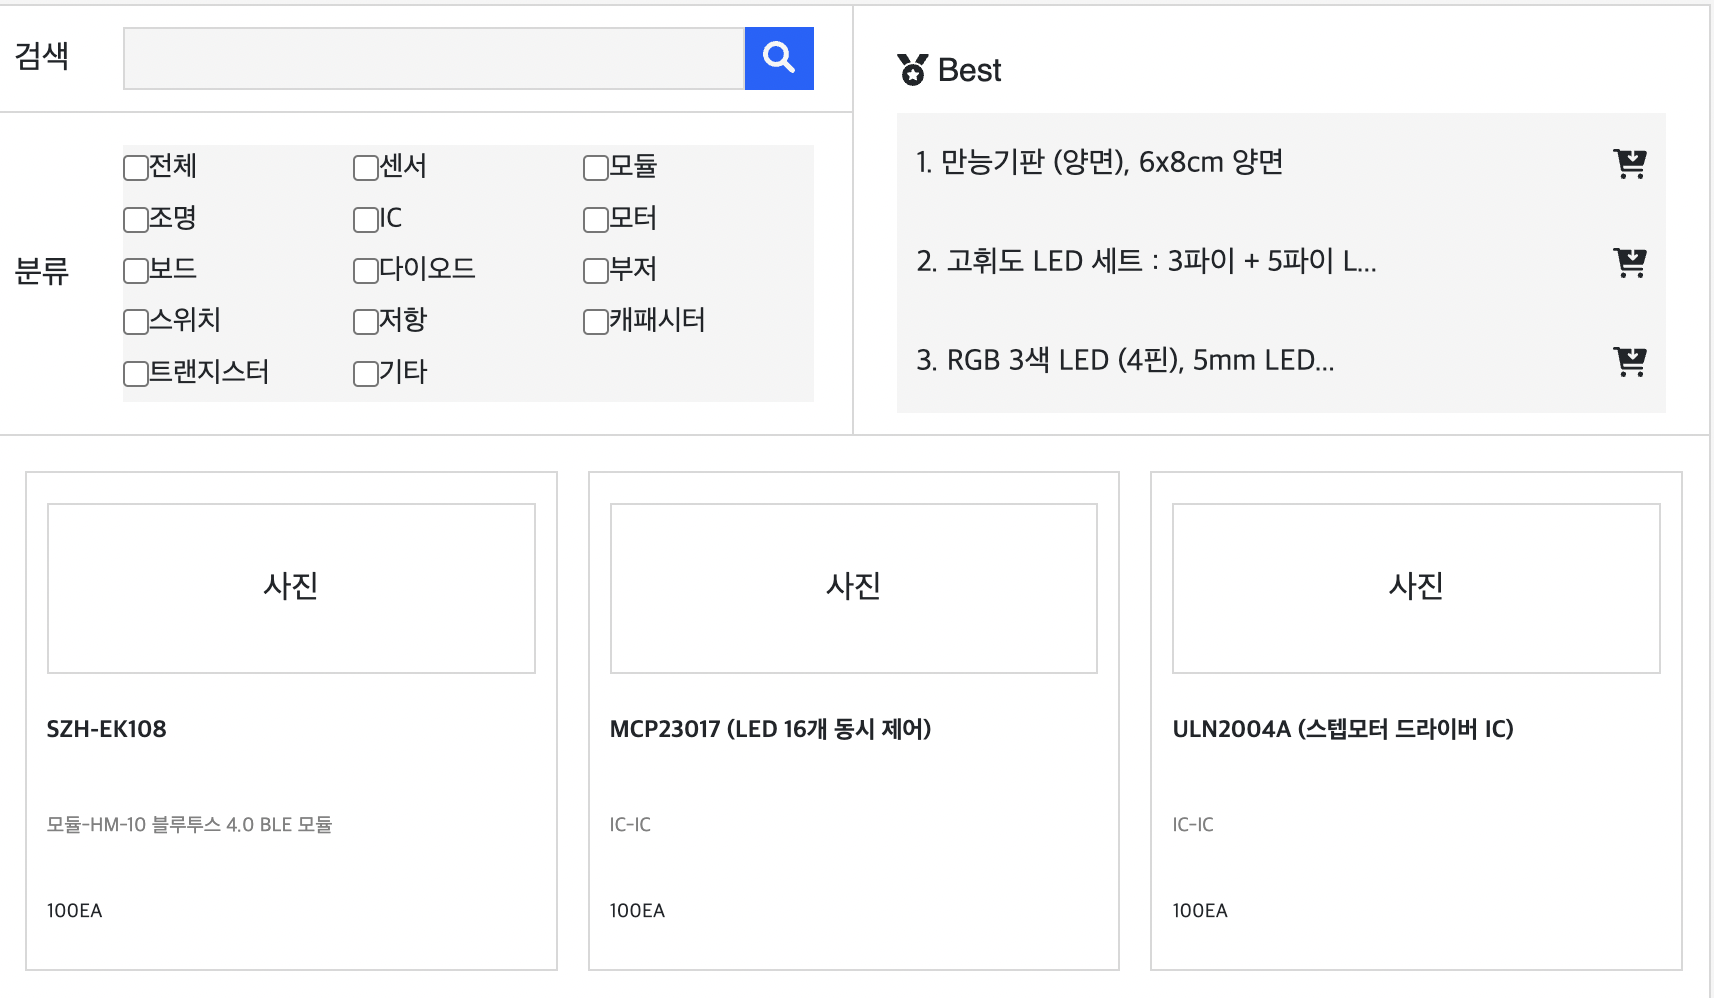 검색
분류
전체 센서 모듈
조명 IC 모터
보드 다이오드 부저
스위치 저항 캐패시터
트랜지스터 기타
Best
1. 만능기판 (양면), 6x8cm 양면
2. 고휘도 LED 세트 : 3파이 + 5파이 L...
3. RGB 3색 LED (4핀), 5mm LED...
사진
SZH-EK108
모듈-HM-10 블루투스 4.0 BLE 모듈
100EA
사진
MCP23017 (LED 16개 동시 제어)
IC-IC
100EA
사진
ULN2004A (스텝모터 드라이버 IC)
IC-IC
100EA